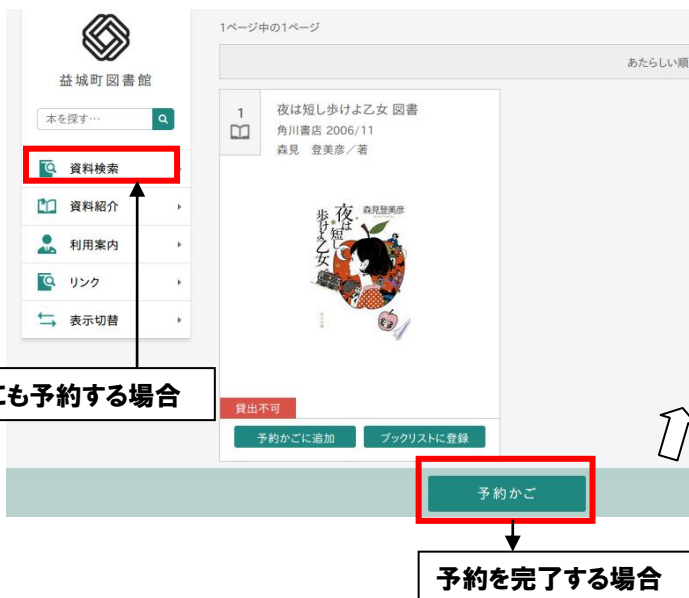 1ページ中の1ページ
あたらしい順
益城町図書館
本を探す…
資料検索
資料紹介
利用案内
リンク
表示切替
1
夜は短し歩けよ乙女 図書
角川書店 2006/11
森見 登美彦／著
夜は短し
歩けよ乙女
森見登美彦
貸出不可
予約かごに追加
ブックリストに登録
にも予約する場合
予約かご
予約を完了する場合